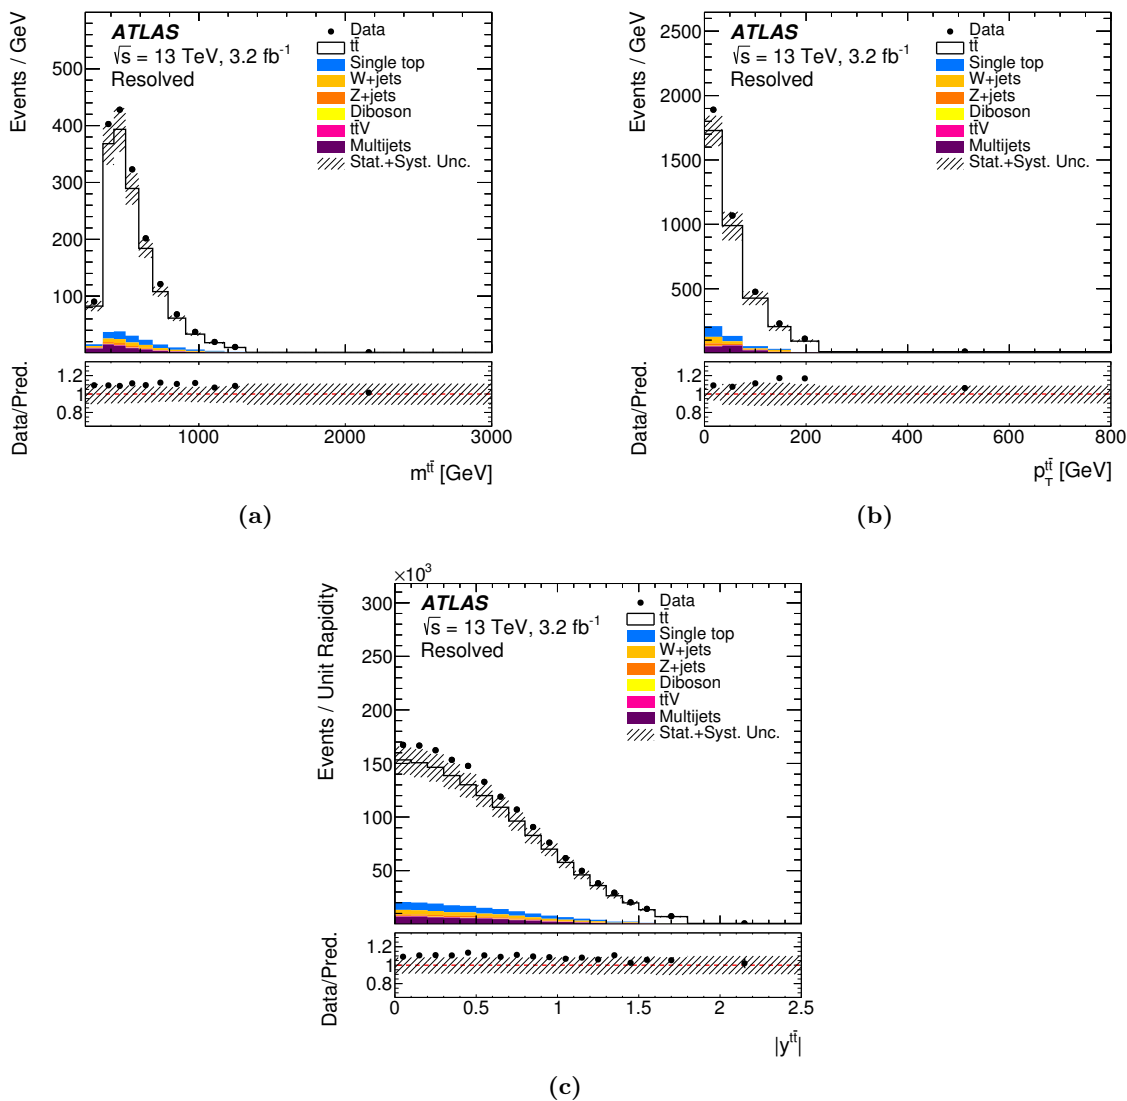 Events / GeV
500
400
300
200
100
ATLAS
√s = 13 TeV, 3.2 fb⁻¹
Resolved
Data
tt̄
Single top
W+jets
Z+jets
Diboson
tt̄V
Multijets
Stat.+Syst. Unc.
Data/Pred.
1.2
1
0.8
1000
2000
3000
m^{tt̄} [GeV]
(a)
Events / GeV
2500
2000
1500
1000
500
ATLAS
√s = 13 TeV, 3.2 fb⁻¹
Resolved
Data
tt̄
Single top
W+jets
Z+jets
Diboson
tt̄V
Multijets
Stat.+Syst. Unc.
Data/Pred.
1.2
1
0.8
0
200
400
600
800
p_T^{tt̄} [GeV]
(b)
×10³
Events / Unit Rapidity
300
250
200
150
100
50
ATLAS
√s = 13 TeV, 3.2 fb⁻¹
Resolved
Data
tt̄
Single top
W+jets
Z+jets
Diboson
tt̄V
Multijets
Stat.+Syst. Unc.
Data/Pred.
1.2
1
0.8
0
0.5
1
1.5
2
2.5
|y^{tt̄}|
(c)